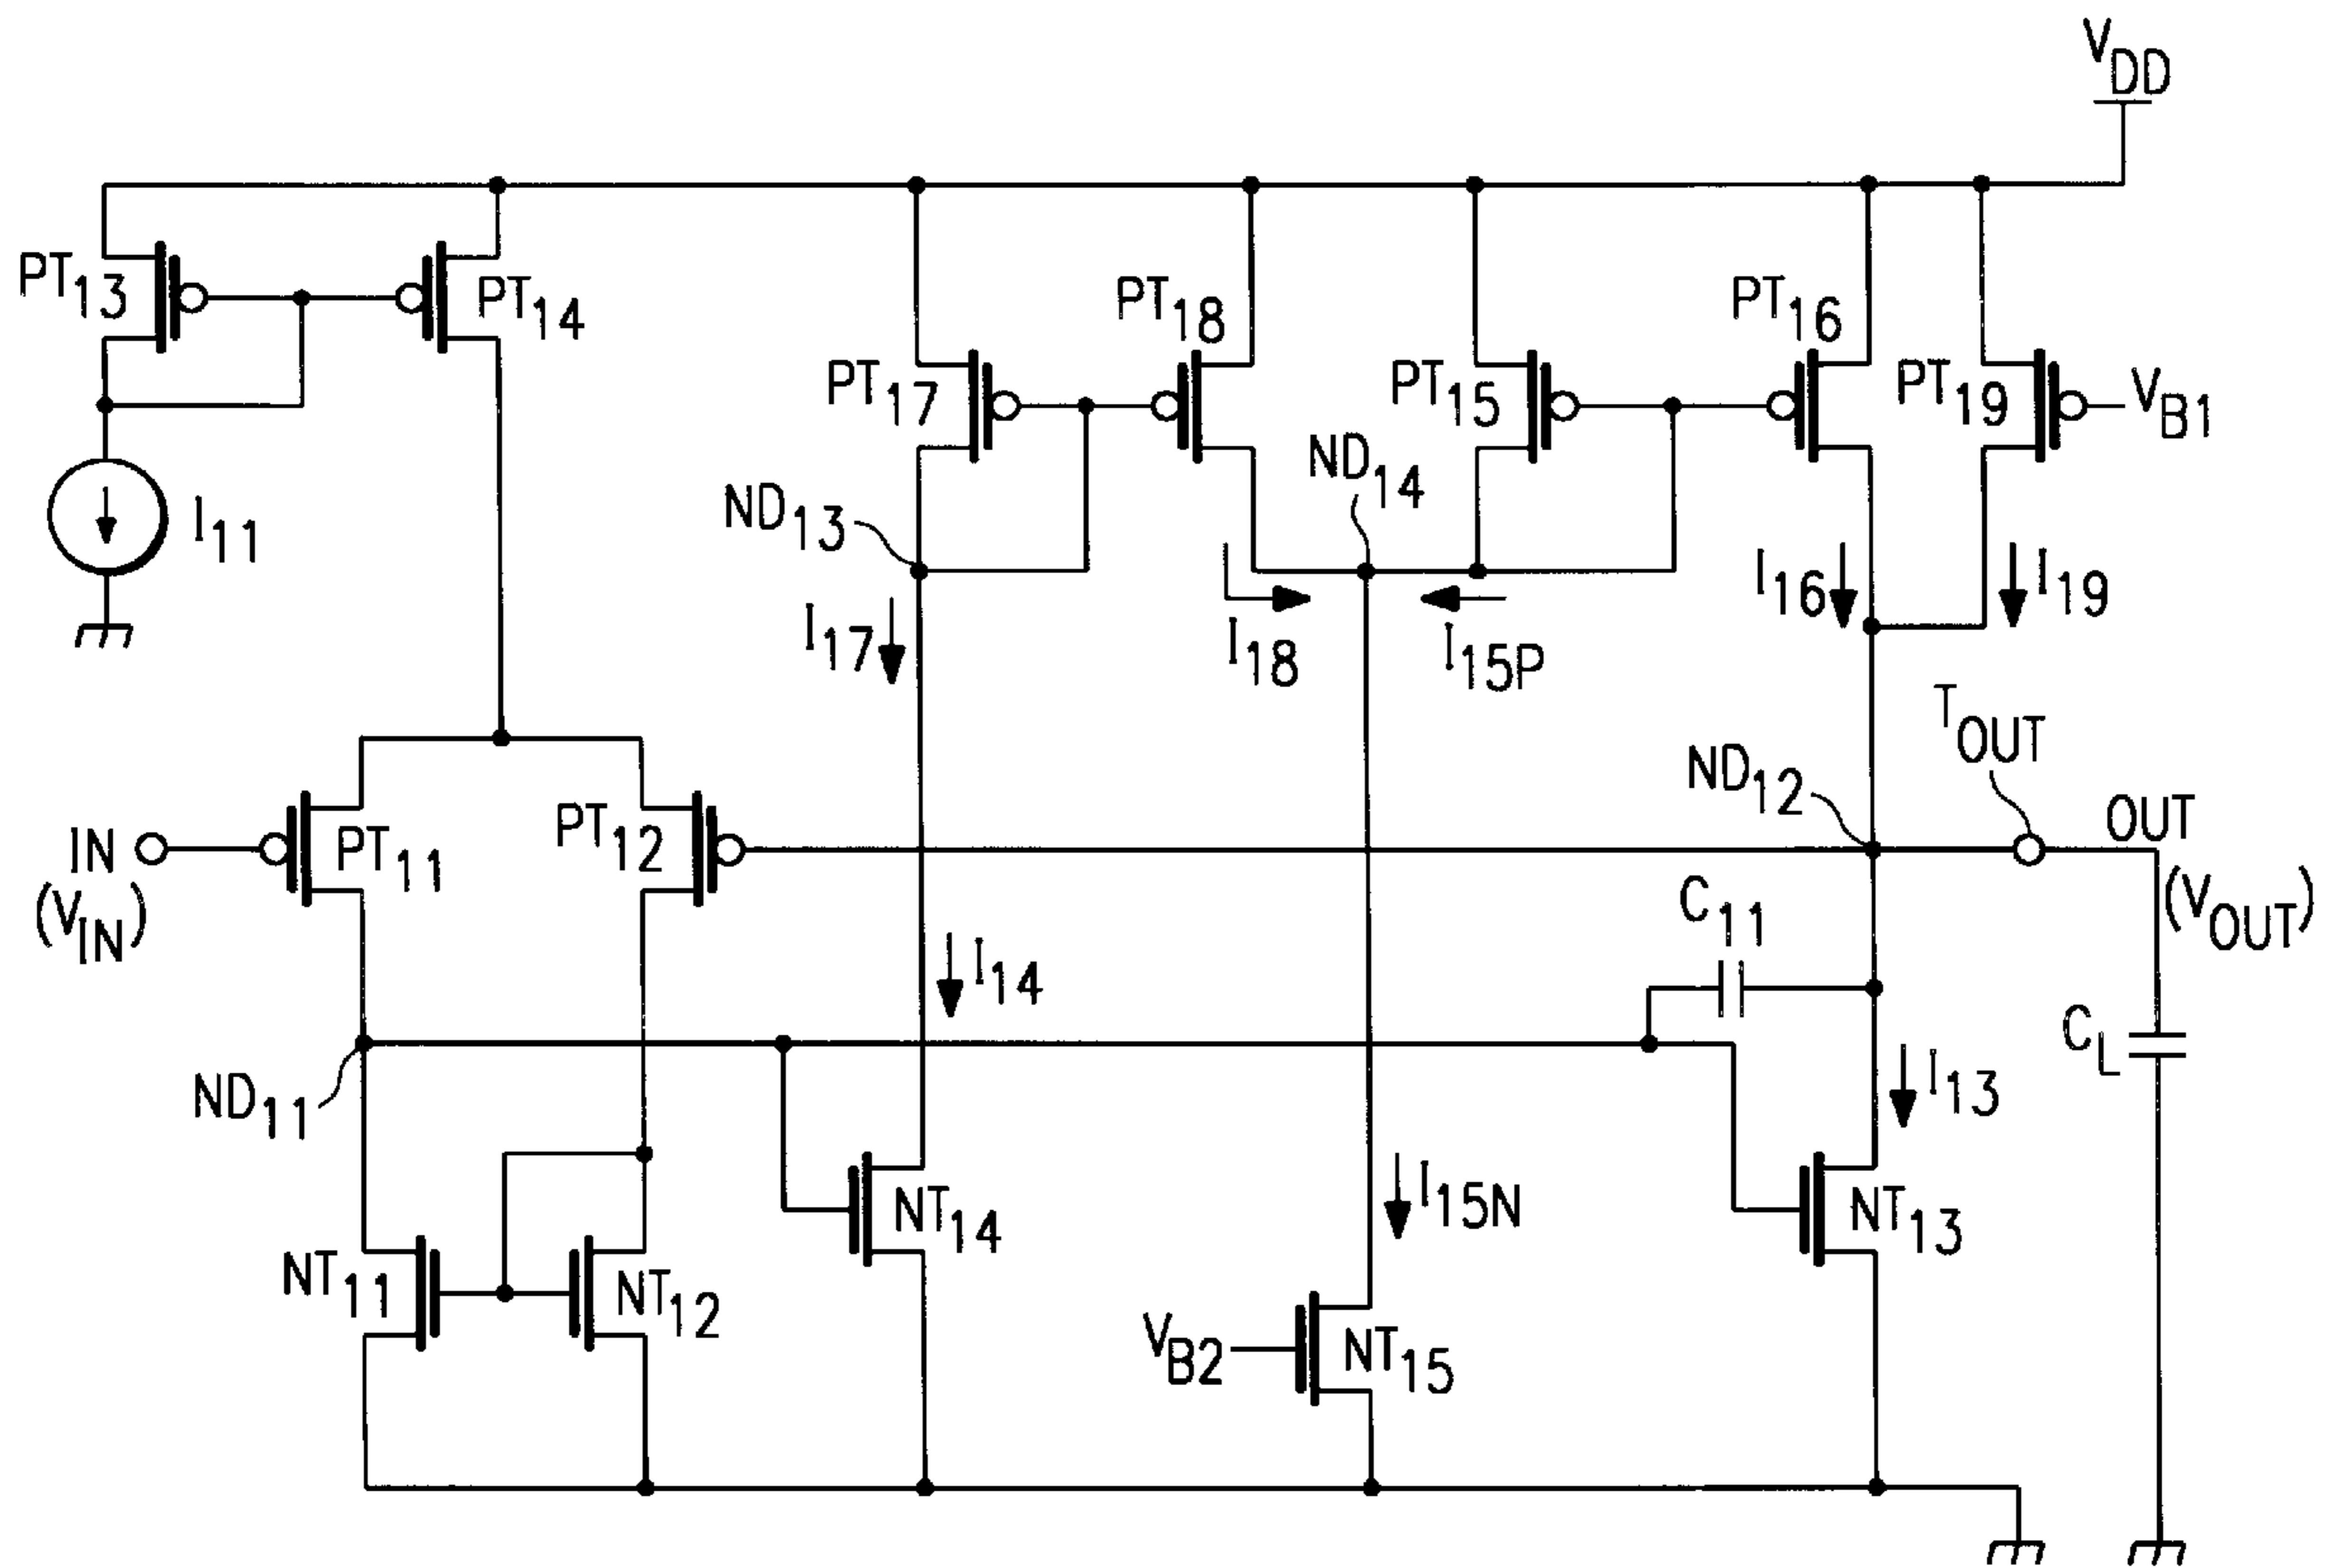 VDD
PT13
PT14
PT18
PT16
PT17
PT15
PT19
VB1
ND14
ND13
I11
I17
I18
I15P
I16
I19
TOUT
ND12
OUT
IN
PT11
PT12
(VIN)
(VOUT)
C11
I14
CL
ND11
I13
NT14
I15N
NT13
NT11
NT12
VB2
NT15